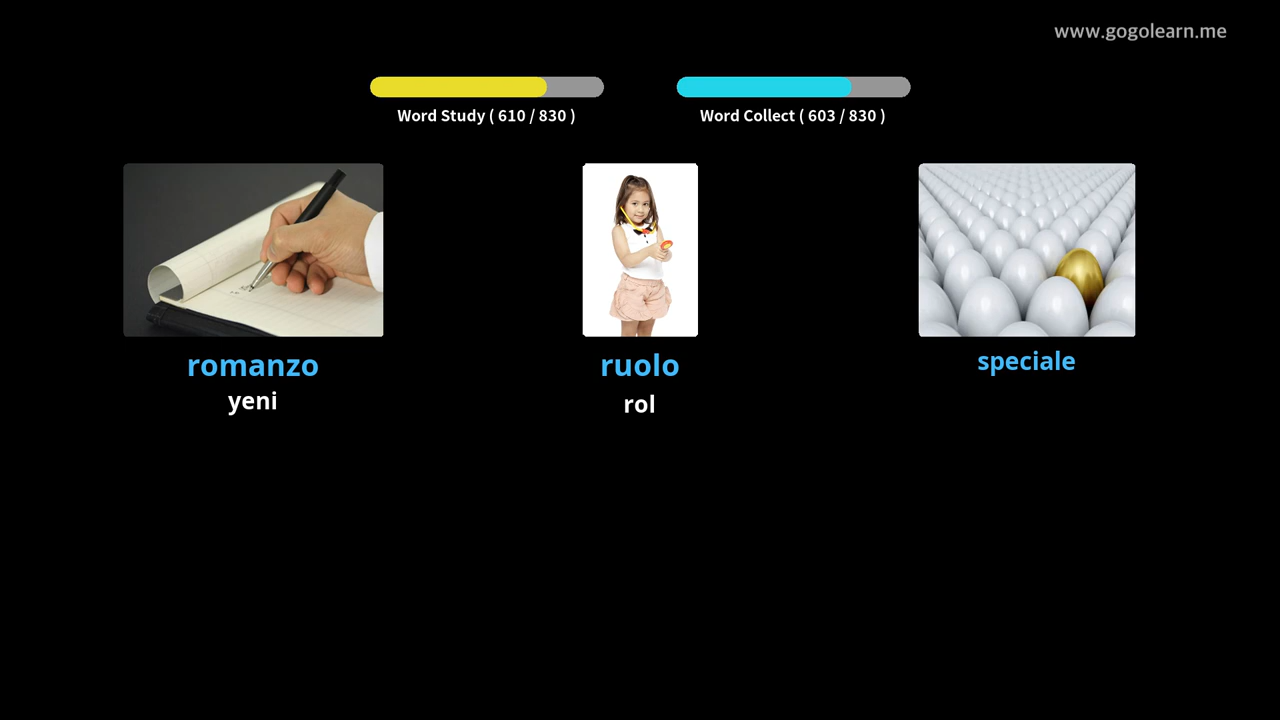 www.gogolearn.me
Word Study ( 610 / 830 )
Word Collect ( 603 / 830 )
romanzo
yeni
ruolo
rol
speciale